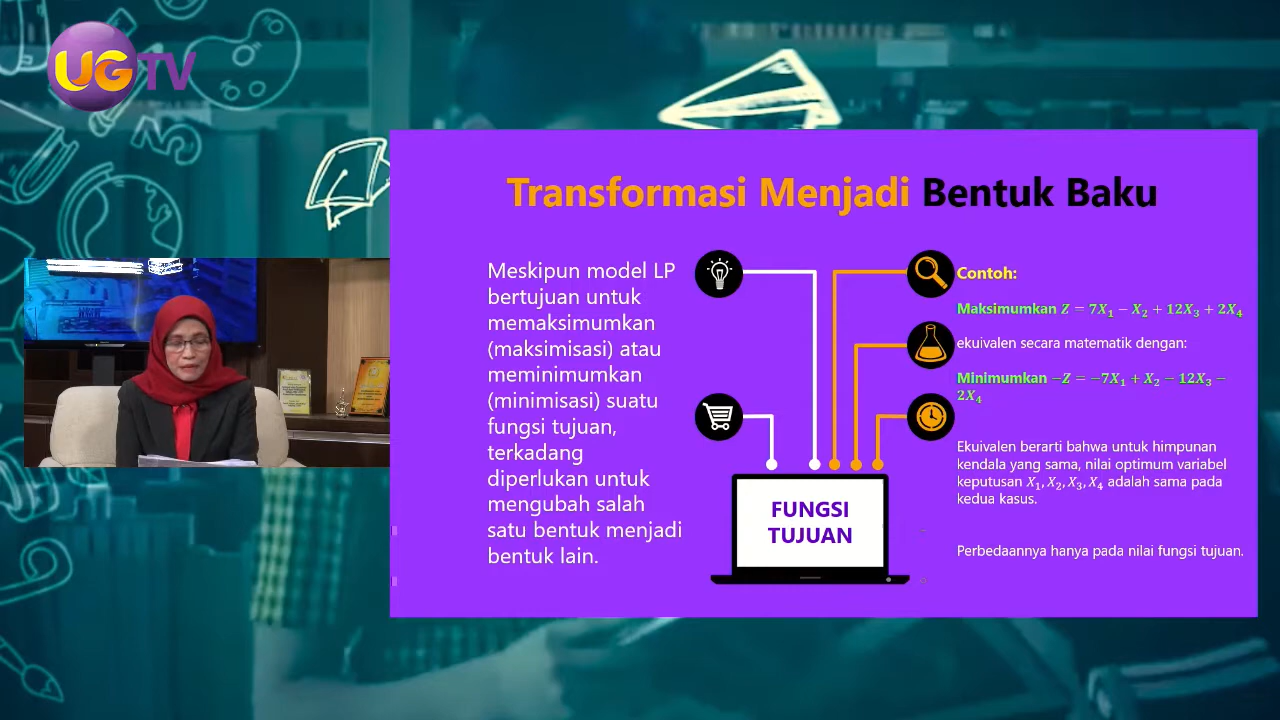 UGTV
Transformasi Menjadi Bentuk Baku
Meskipun model LP
bertujuan untuk
memaksimumkan
(maksimisasi) atau
meminimumkan
(minimisasi) suatu
fungsi tujuan,
terkadang
diperlukan untuk
mengubah salah
satu bentuk menjadi
bentuk lain.
FUNGSI
TUJUAN
Contoh:
Maksimumkan Z = 7X₁ − X₂ + 12X₃ + 2X₄
ekuivalen secara matematik dengan:
Minimumkan −Z = −7X₁ + X₂ − 12X₃ −
2X₄
Ekuivalen berarti bahwa untuk himpunan
kendala yang sama, nilai optimum variabel
keputusan X₁, X₂, X₃, X₄ adalah sama pada
kedua kasus.
Perbedaannya hanya pada nilai fungsi tujuan.